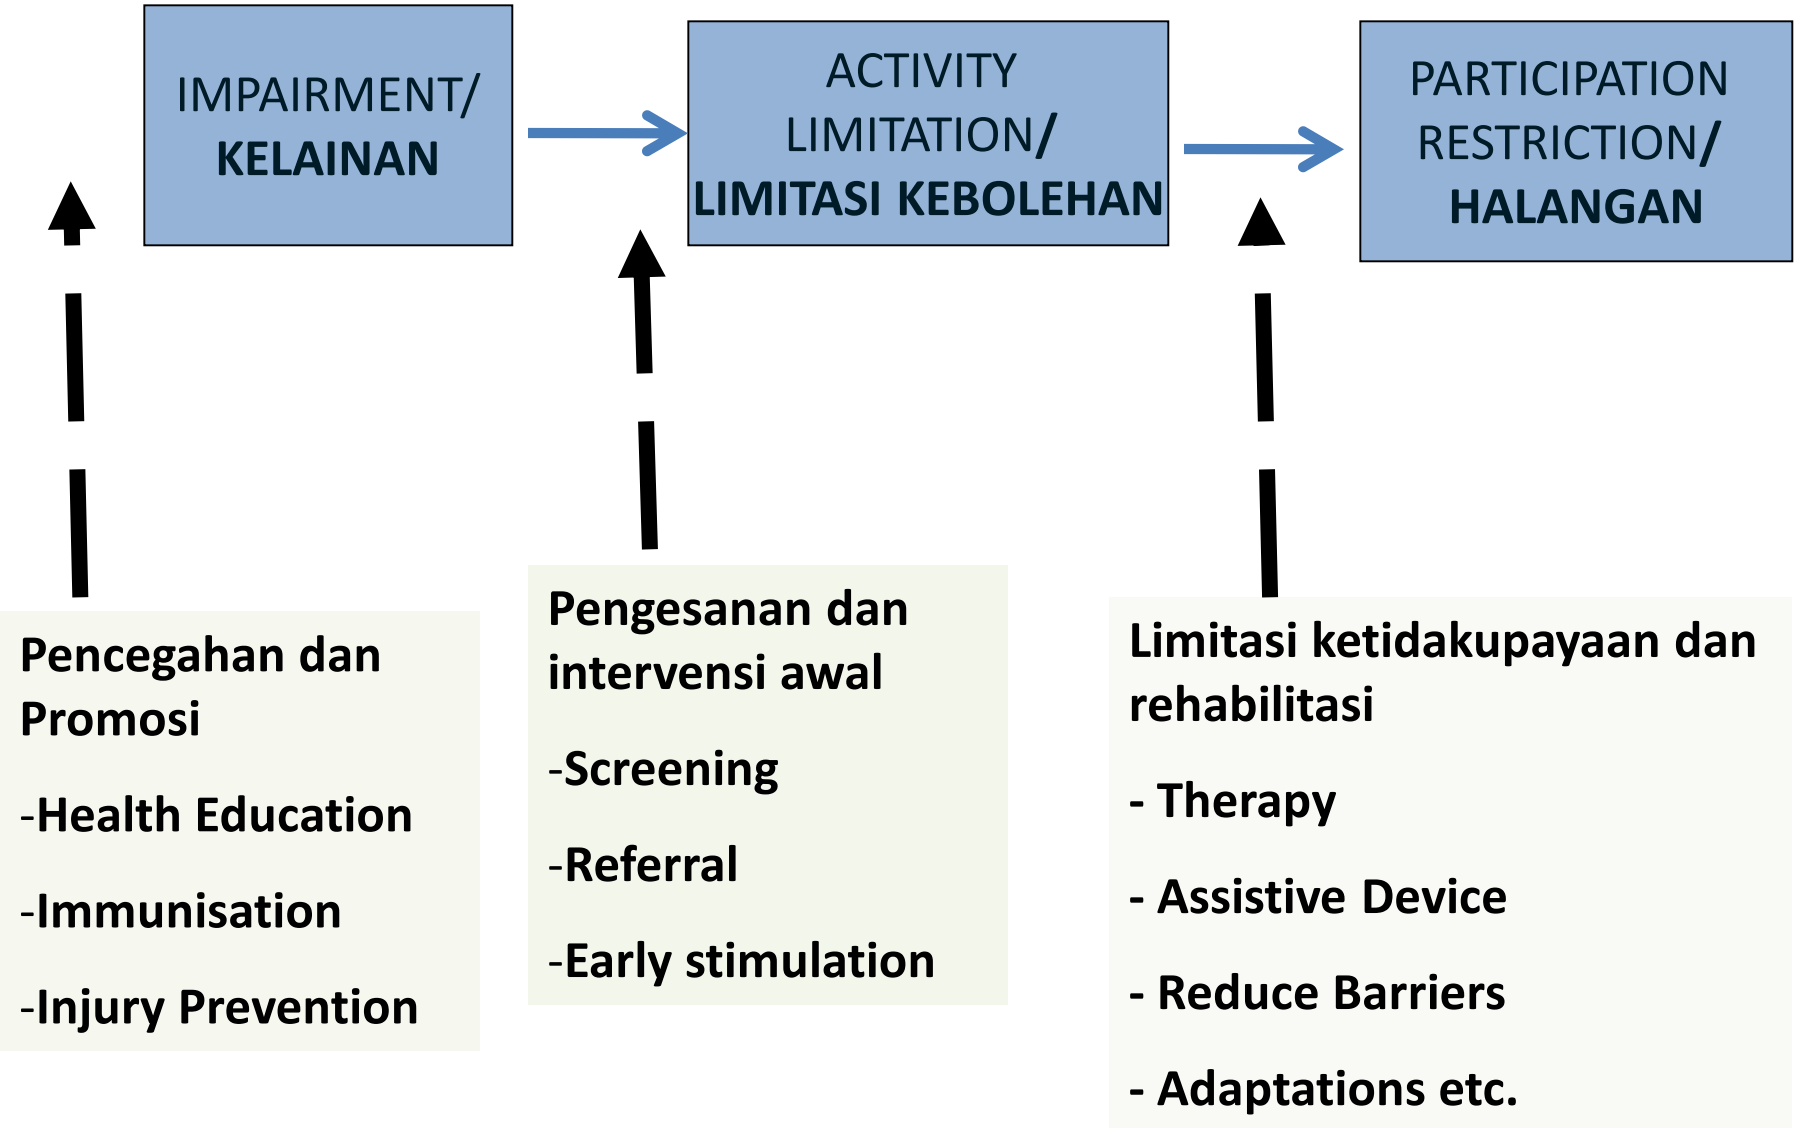 IMPAIRMENT/
KELAINAN
ACTIVITY
LIMITATION/
LIMITASI KEBOLEHAN
PARTICIPATION
RESTRICTION/
HALANGAN
Pencegahan dan
Promosi
-Health Education
-Immunisation
-Injury Prevention
Pengesanan dan
intervensi awal
-Screening
-Referral
-Early stimulation
Limitasi ketidakupayaan dan
rehabilitasi
- Therapy
- Assistive Device
- Reduce Barriers
- Adaptations etc.